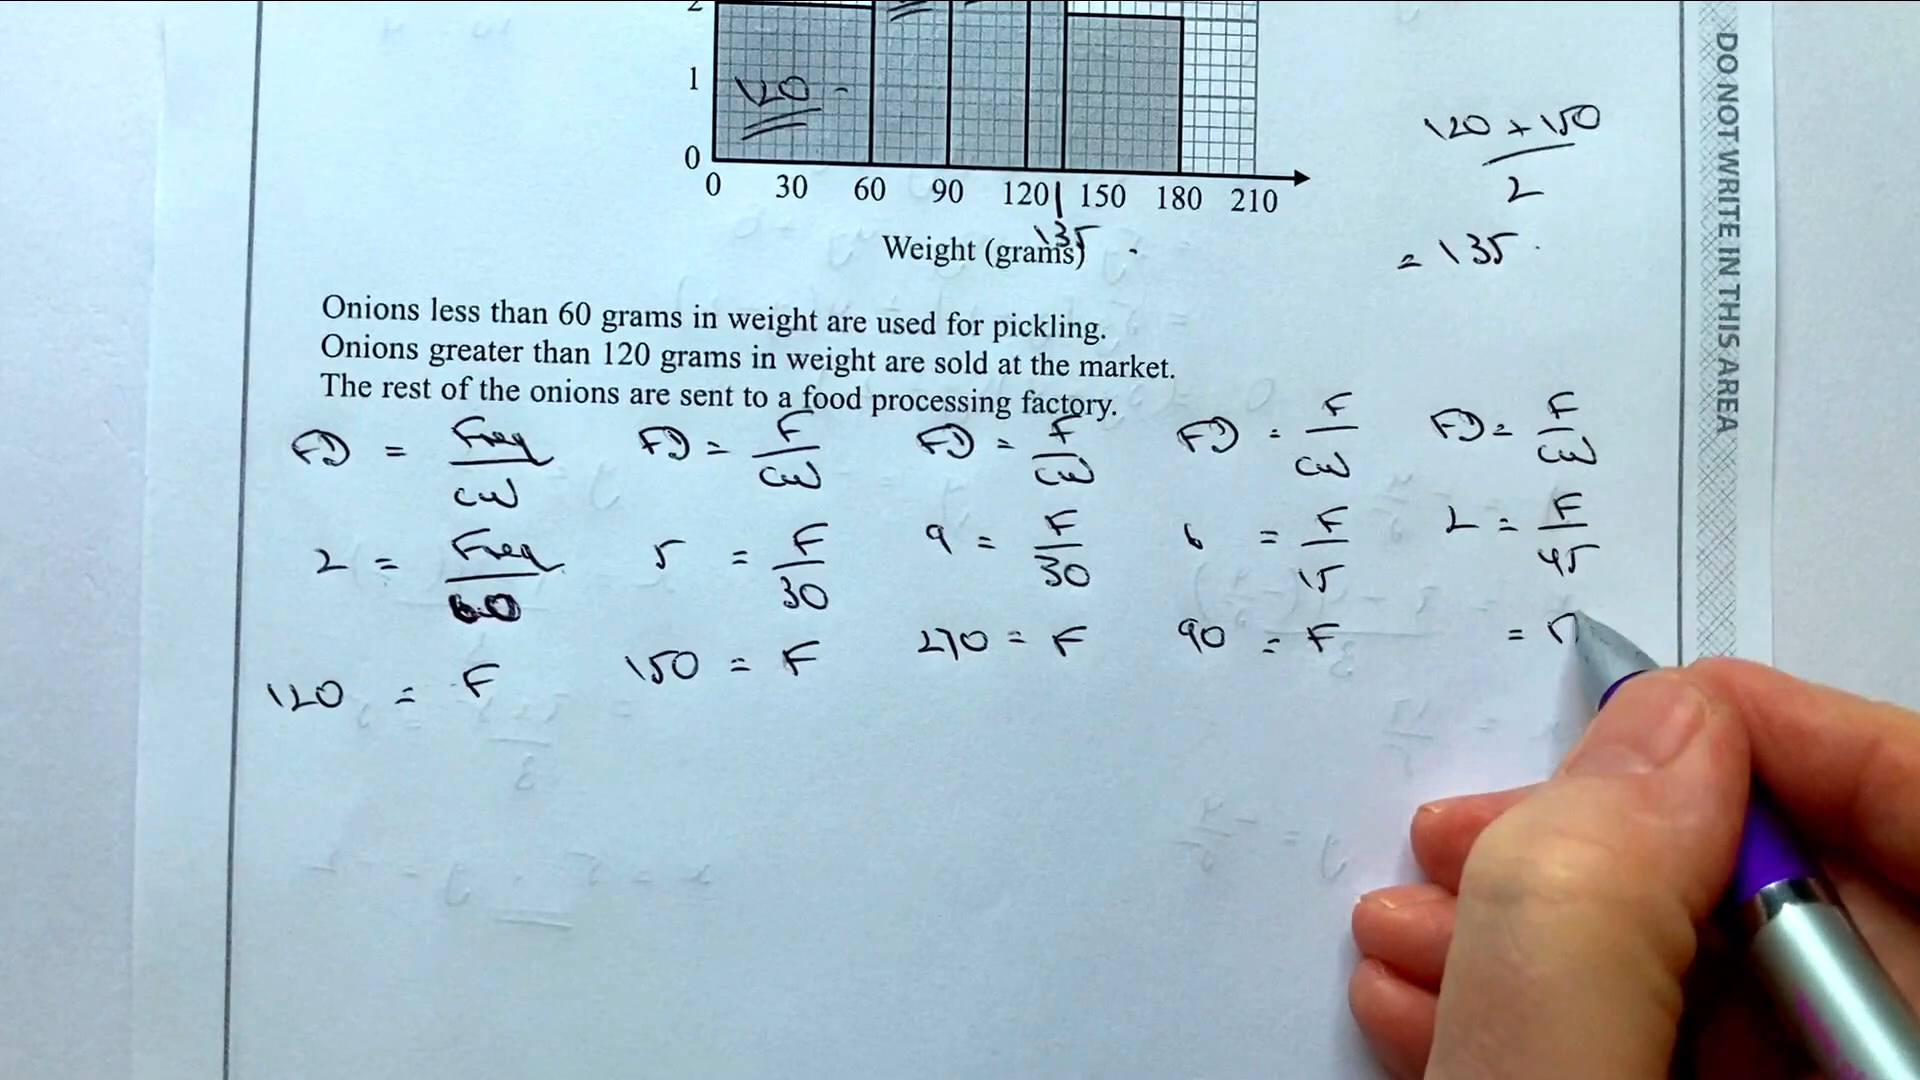 2
1
120
0
0 30 60 90 120 150 180 210
135
Weight (grams)
120 + 150
2
= 135
DO NOT WRITE IN THIS AREA
Onions less than 60 grams in weight are used for pickling.
Onions greater than 120 grams in weight are sold at the market.
The rest of the onions are sent to a food processing factory.
FD = Freq / cw
2 = Freq / 60
120 = F
FD = F / cw
5 = F / 30
150 = F
FD = F / cw
9 = F / 30
270 = F
FD = F / cw
6 = F / 15
90 = F
FD = F / cw
2 = F / 45
=